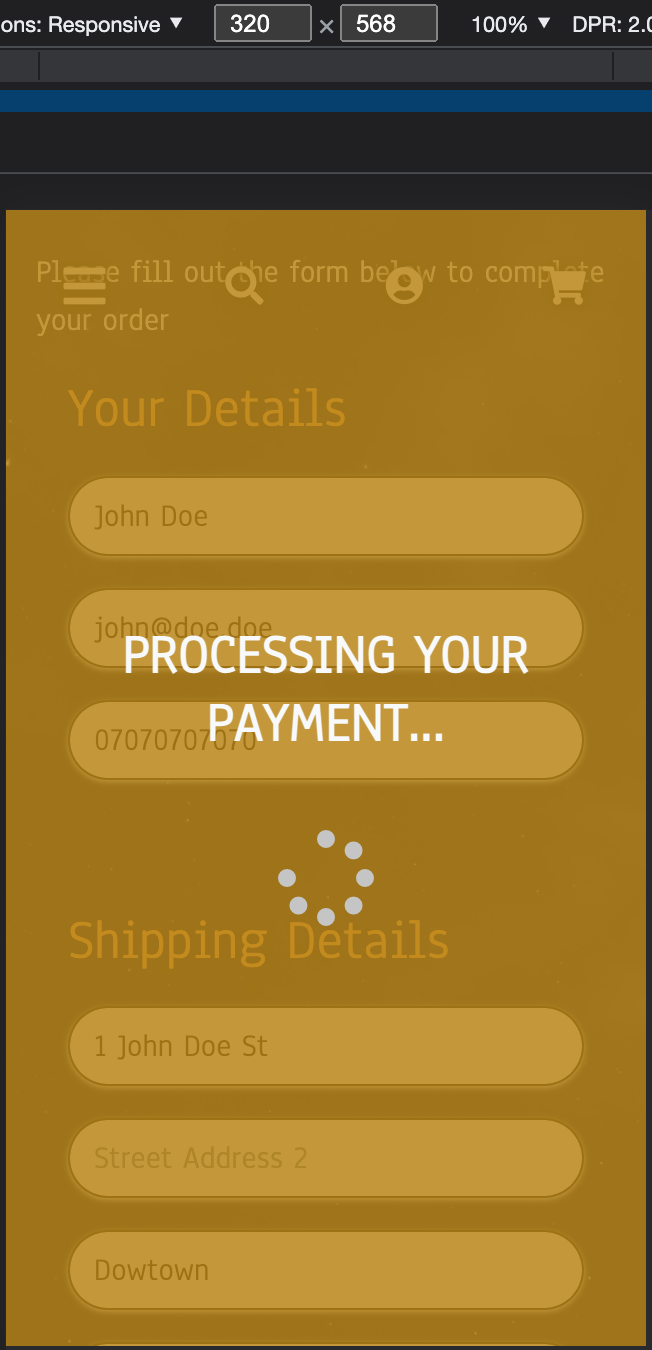 ons: Responsive ▼ 320 × 568 100% ▼ DPR: 2.0
Please fill out the form below to complete
your order
Your Details
John Doe
john@doe.doe
PROCESSING YOUR
PAYMENT...
07070707070
Shipping Details
1 John Doe St
Street Address 2
Dowtown